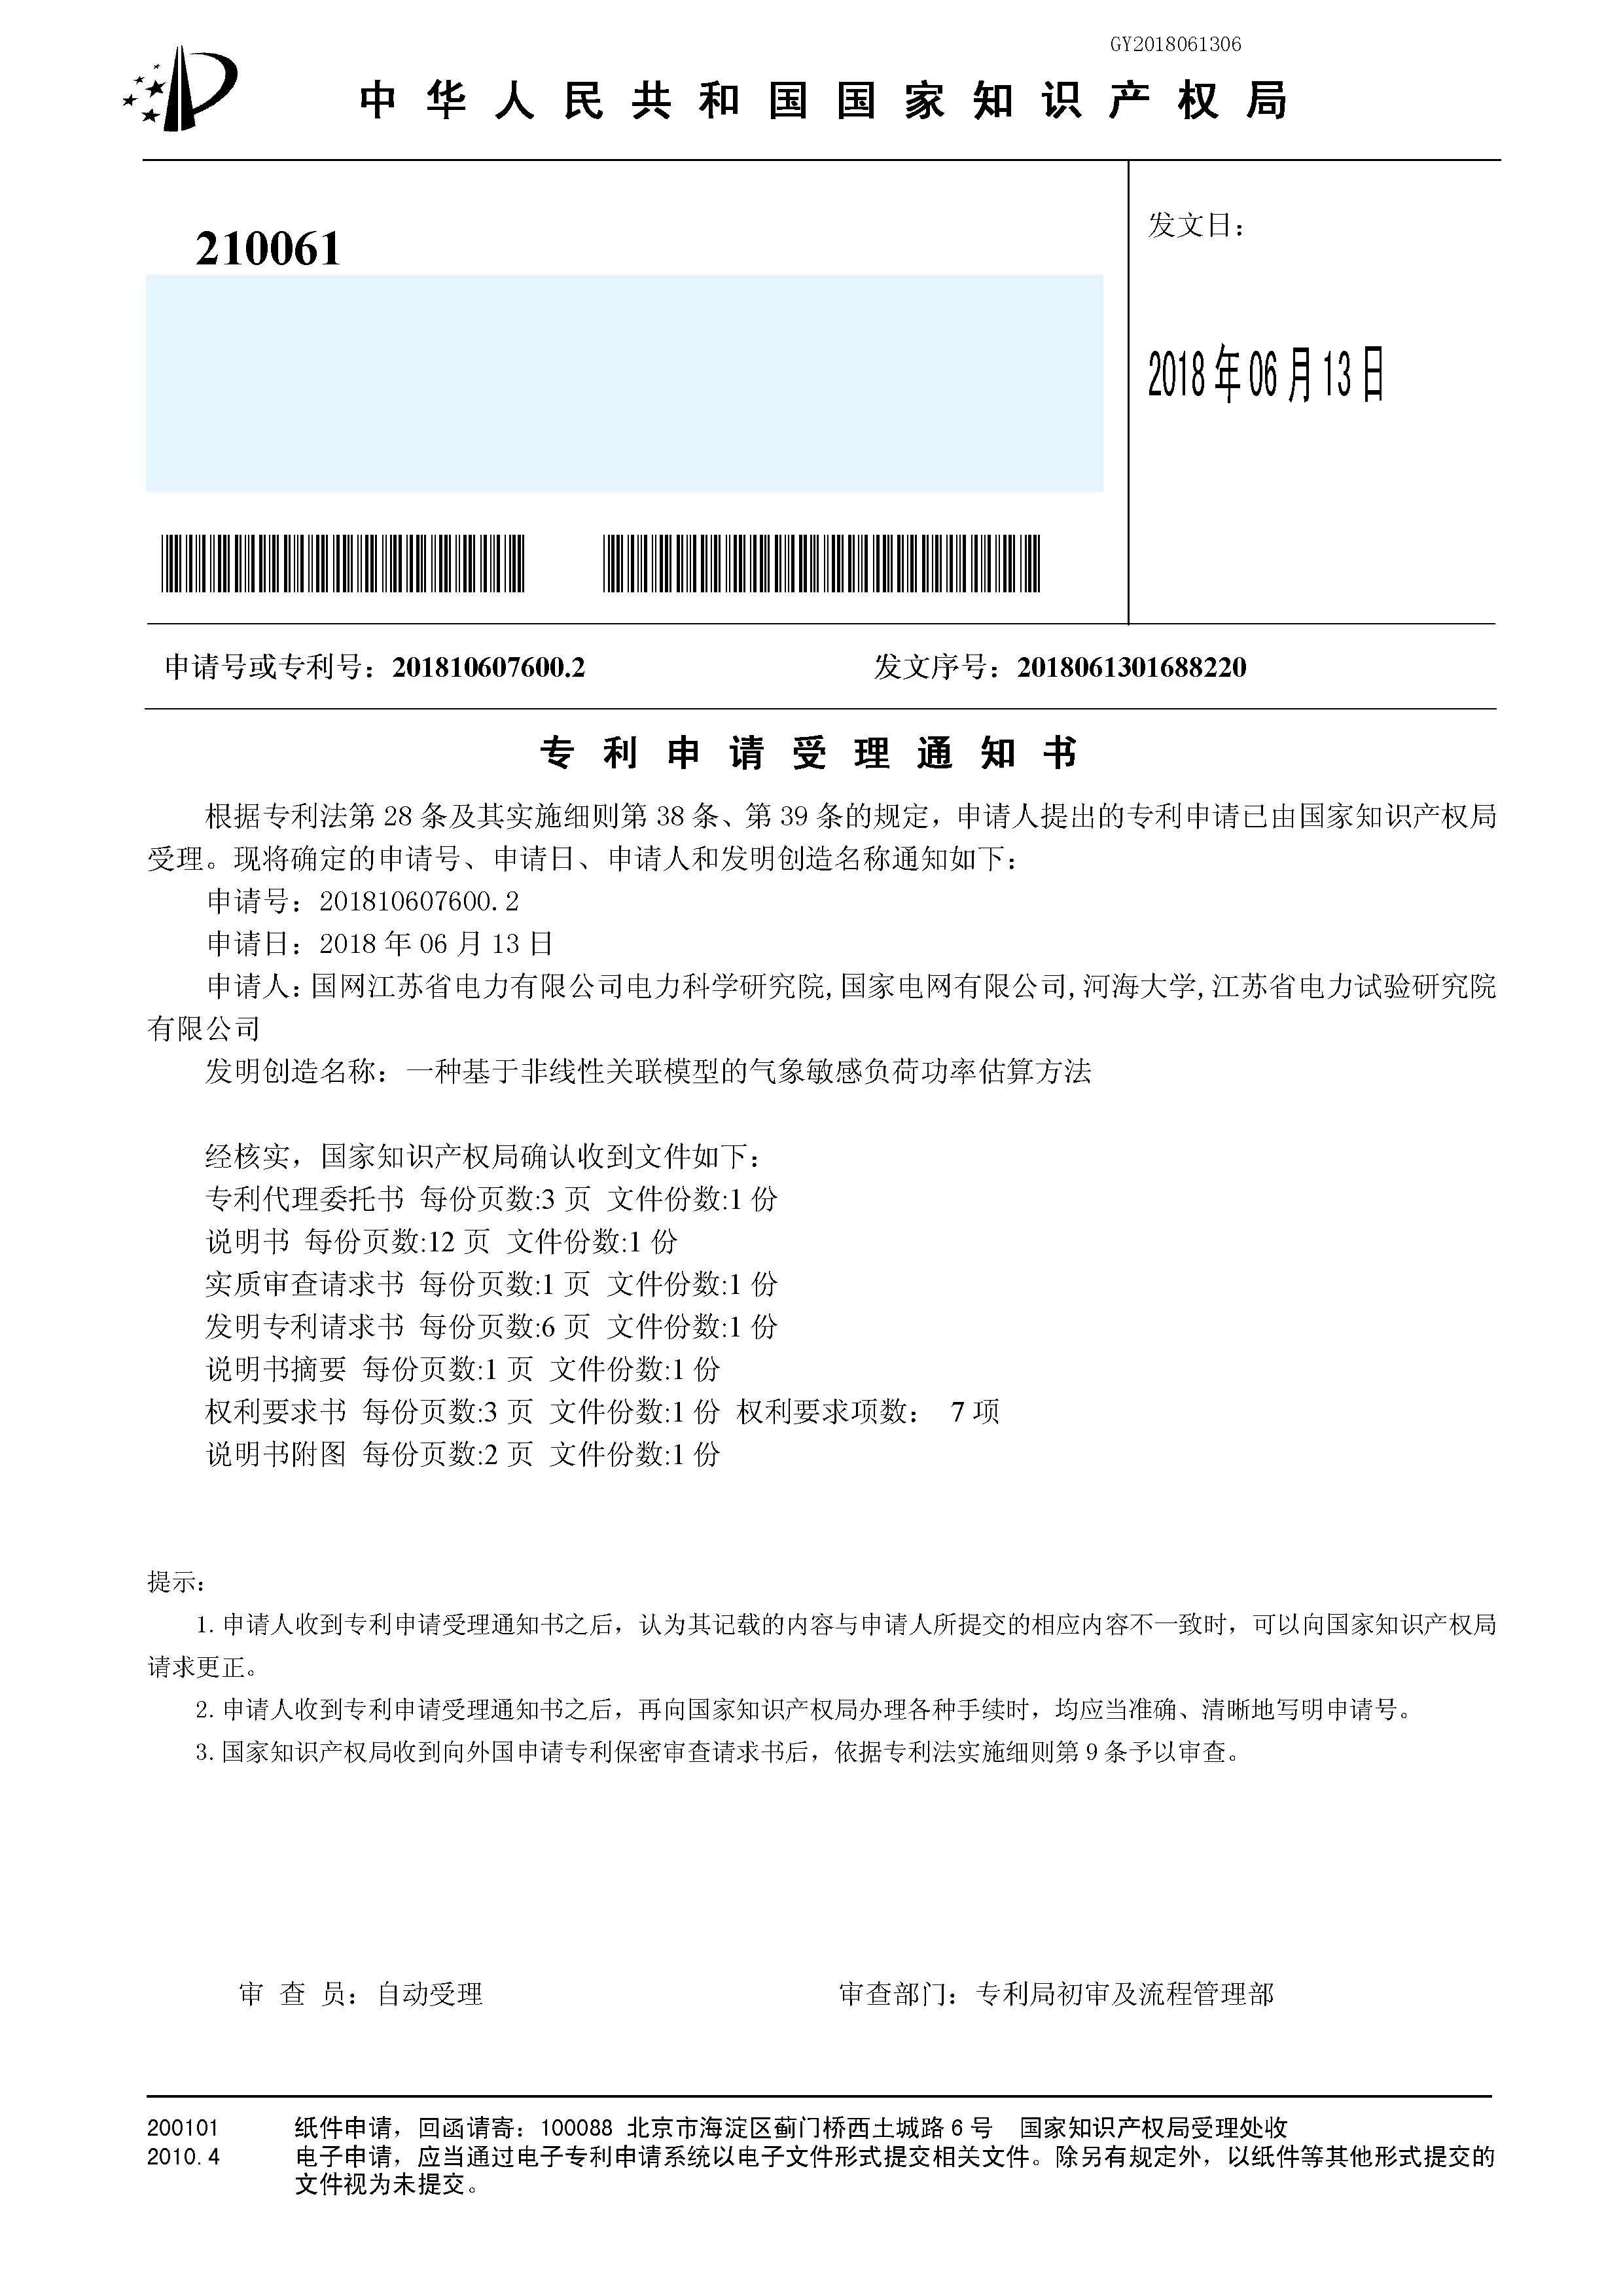 GY2018061306
中华人民共和国国家知识产权局
210061
发文日：
2018年06月13日
申请号或专利号：201810607600.2 发文序号：2018061301688220
专利申请受理通知书
根据专利法第28条及其实施细则第38条、第39条的规定，申请人提出的专利申请已由国家知识产权局
受理。现将确定的申请号、申请日、申请人和发明创造名称通知如下：
申请号：201810607600.2
申请日：2018年06月13日
申请人：国网江苏省电力有限公司电力科学研究院,国家电网有限公司,河海大学,江苏省电力试验研究院
有限公司
发明创造名称：一种基于非线性关联模型的气象敏感负荷功率估算方法
经核实，国家知识产权局确认收到文件如下：
专利代理委托书 每份页数:3页 文件份数:1份
说明书 每份页数:12页 文件份数:1份
实质审查请求书 每份页数:1页 文件份数:1份
发明专利请求书 每份页数:6页 文件份数:1份
说明书摘要 每份页数:1页 文件份数:1份
权利要求书 每份页数:3页 文件份数:1份 权利要求项数： 7项
说明书附图 每份页数:2页 文件份数:1份
提示：
1.申请人收到专利申请受理通知书之后，认为其记载的内容与申请人所提交的相应内容不一致时，可以向国家知识产权局
请求更正。
2.申请人收到专利申请受理通知书之后，再向国家知识产权局办理各种手续时，均应当准确、清晰地写明申请号。
3.国家知识产权局收到向外国申请专利保密审查请求书后，依据专利法实施细则第9条予以审查。
审 查 员：自动受理 审查部门：专利局初审及流程管理部
200101 纸件申请，回函请寄：100088 北京市海淀区蓟门桥西土城路6号 国家知识产权局受理处收
2010.4 电子申请，应当通过电子专利申请系统以电子文件形式提交相关文件。除另有规定外，以纸件等其他形式提交的
文件视为未提交。